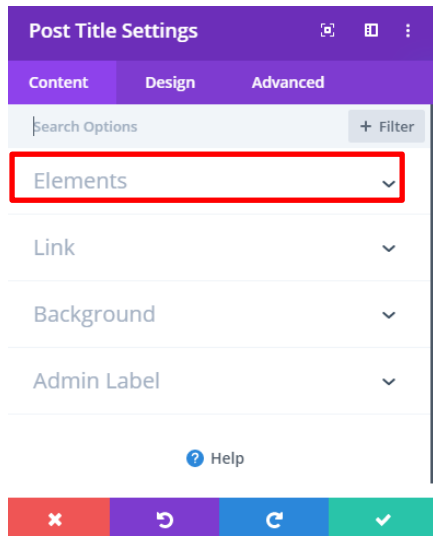 Post Title Settings
Content Design Advanced
Search Options + Filter
Elements
Link
Background
Admin Label
? Help